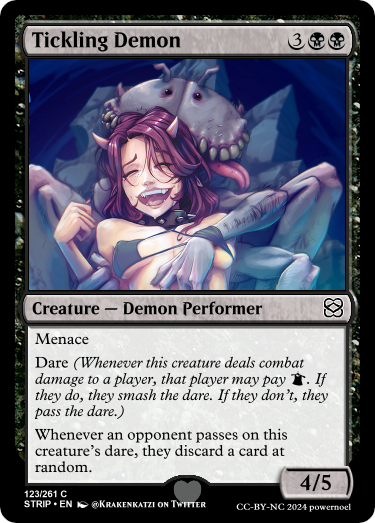 Tickling Demon 3
Creature — Demon Performer
Menace
Dare (Whenever this creature deals combat
damage to a player, that player may pay . If
they do, they smash the dare. If they don't, they
pass the dare.)
Whenever an opponent passes on this
creature's dare, they discard a card at
random.
4/5
123/261 C
STRIP • EN @Krakenkatzi on Twitter
CC-BY-NC 2024 powernoel